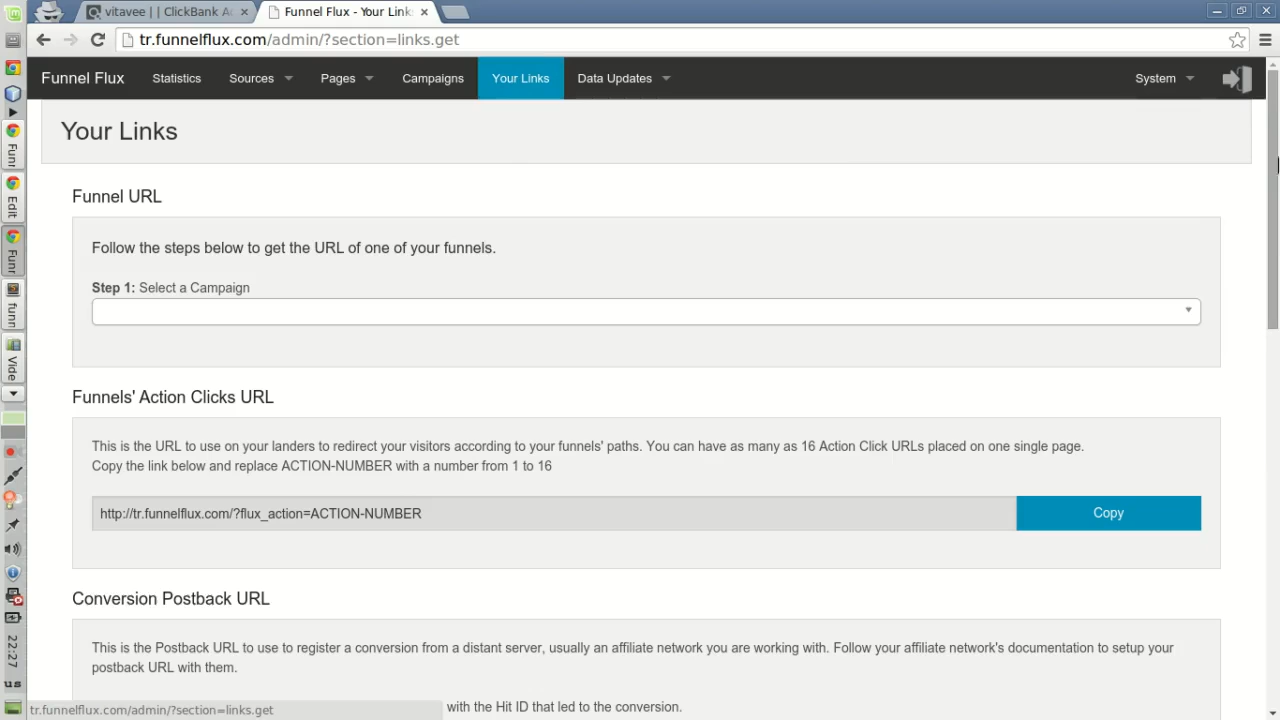 vitavee | | ClickBank A
Funnel Flux - Your Link
tr.funnelflux.com/admin/?section=links.get
Funnel Flux
Statistics
Sources
Pages
Campaigns
Your Links
Data Updates
System
Your Links
Funnel URL
Follow the steps below to get the URL of one of your funnels.
Step 1: Select a Campaign
Funnels' Action Clicks URL
This is the URL to use on your landers to redirect your visitors according to your funnels' paths. You can have as many as 16 Action Click URLs placed on one single page.
Copy the link below and replace ACTION-NUMBER with a number from 1 to 16
http://tr.funnelflux.com/?flux_action=ACTION-NUMBER
Copy
Conversion Postback URL
This is the Postback URL to use to register a conversion from a distant server, usually an affiliate network you are working with. Follow your affiliate network's documentation to setup your
postback URL with them.
with the Hit ID that led to the conversion.
tr.funnelflux.com/admin/?section=links.get
Funr
Edit
Funr
funn
Vide
22:27
us